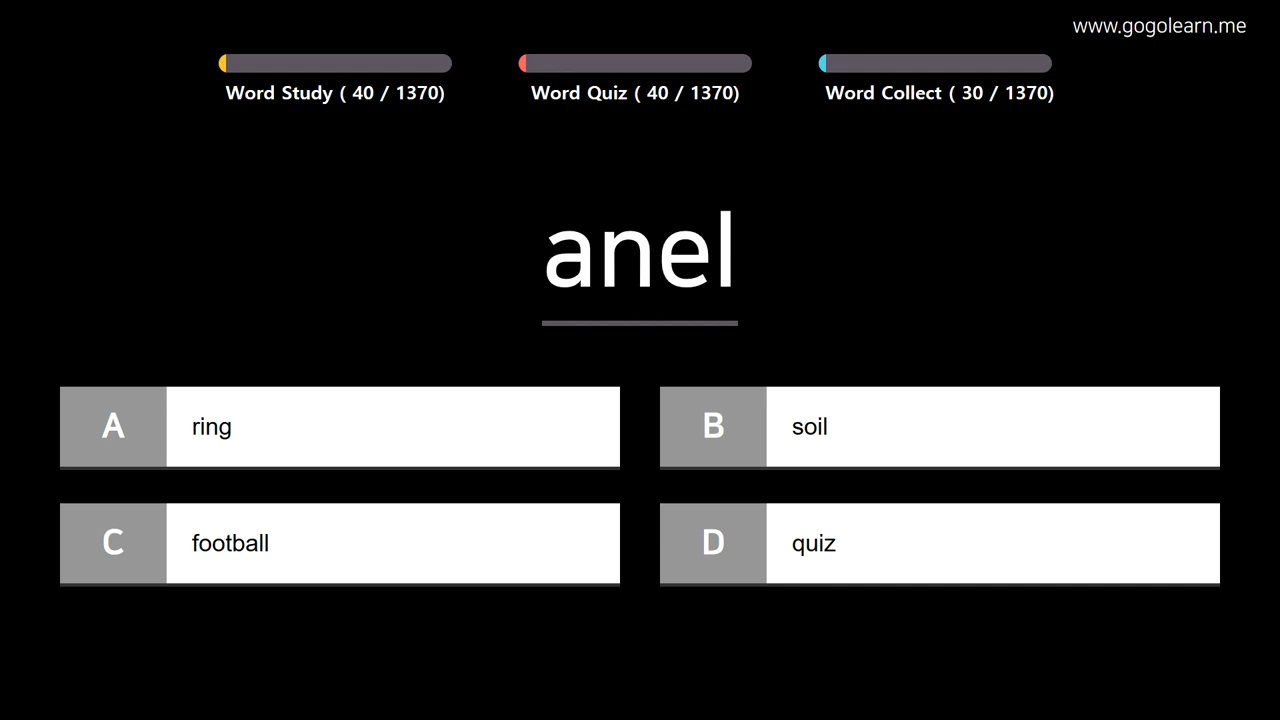 www.gogolearn.me
Word Study ( 40 / 1370)
Word Quiz ( 40 / 1370)
Word Collect ( 30 / 1370)
anel
A ring
B soil
C football
D quiz